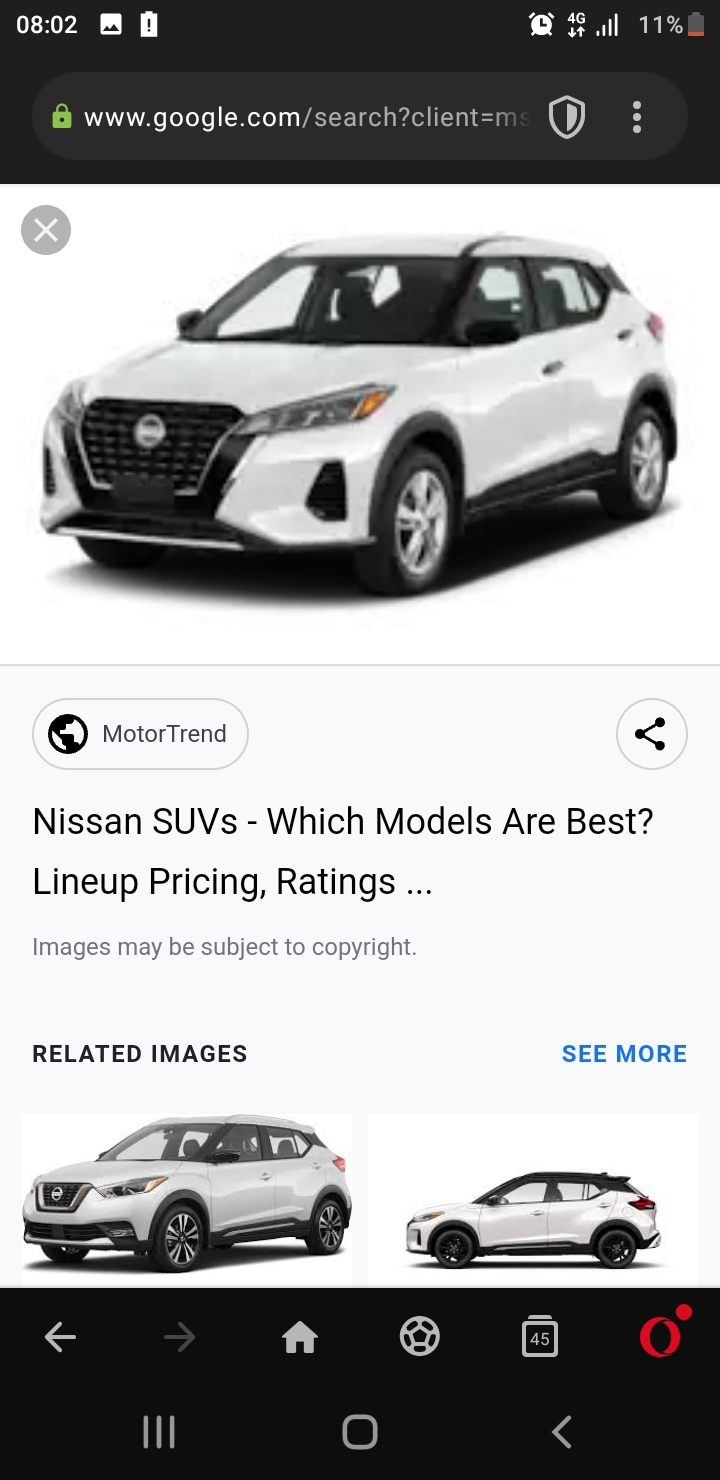 08:02
4G
11%
www.google.com/search?client=ms
MotorTrend
Nissan SUVs - Which Models Are Best?
Lineup Pricing, Ratings ...
Images may be subject to copyright.
RELATED IMAGES
SEE MORE
45